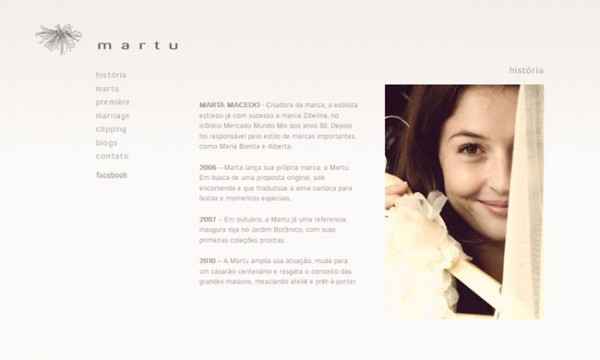 martu
história
martu
première
marriage
clipping
blogs
contato
facebook
história
MARTA MACEDO - Criadora da marca, a estilista
estreou já com sucesso a marca Zibelina, no
icônico Mercado Mundo Mix dos anos 80. Depois
foi responsável pelo estilo de marcas importantes,
como Maria Bonita e Alberta.
2006 – Marta lança sua própria marca, a Martu.
Em busca de uma proposta original, sob
encomenda e que traduzisse a alma carioca para
festas e momentos especiais.
2007 – Em outubro, a Martu já uma referencia,
inaugura loja no Jardim Botânico, com suas
primeiras coleções prontas.
2010 – A Martu amplia sua atuação, muda para
um casarão centenário e resgata o conceito das
grandes maisons, mesclando ateliê e prêt-à-porter.